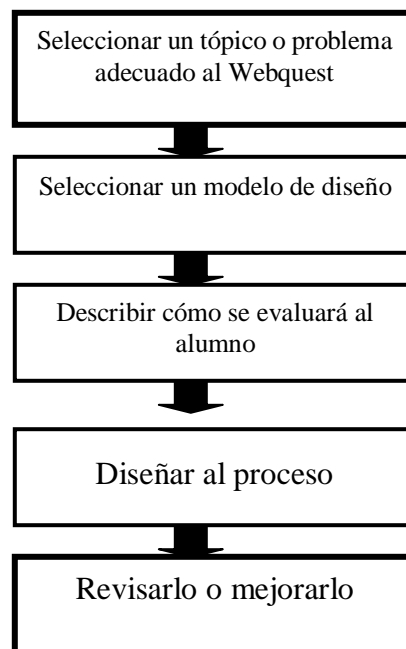 Seleccionar un tópico o problema
adecuado al Webquest
Seleccionar un modelo de diseño
Describir cómo se evaluará al
alumno
Diseñar al proceso
Revisarlo o mejorarlo